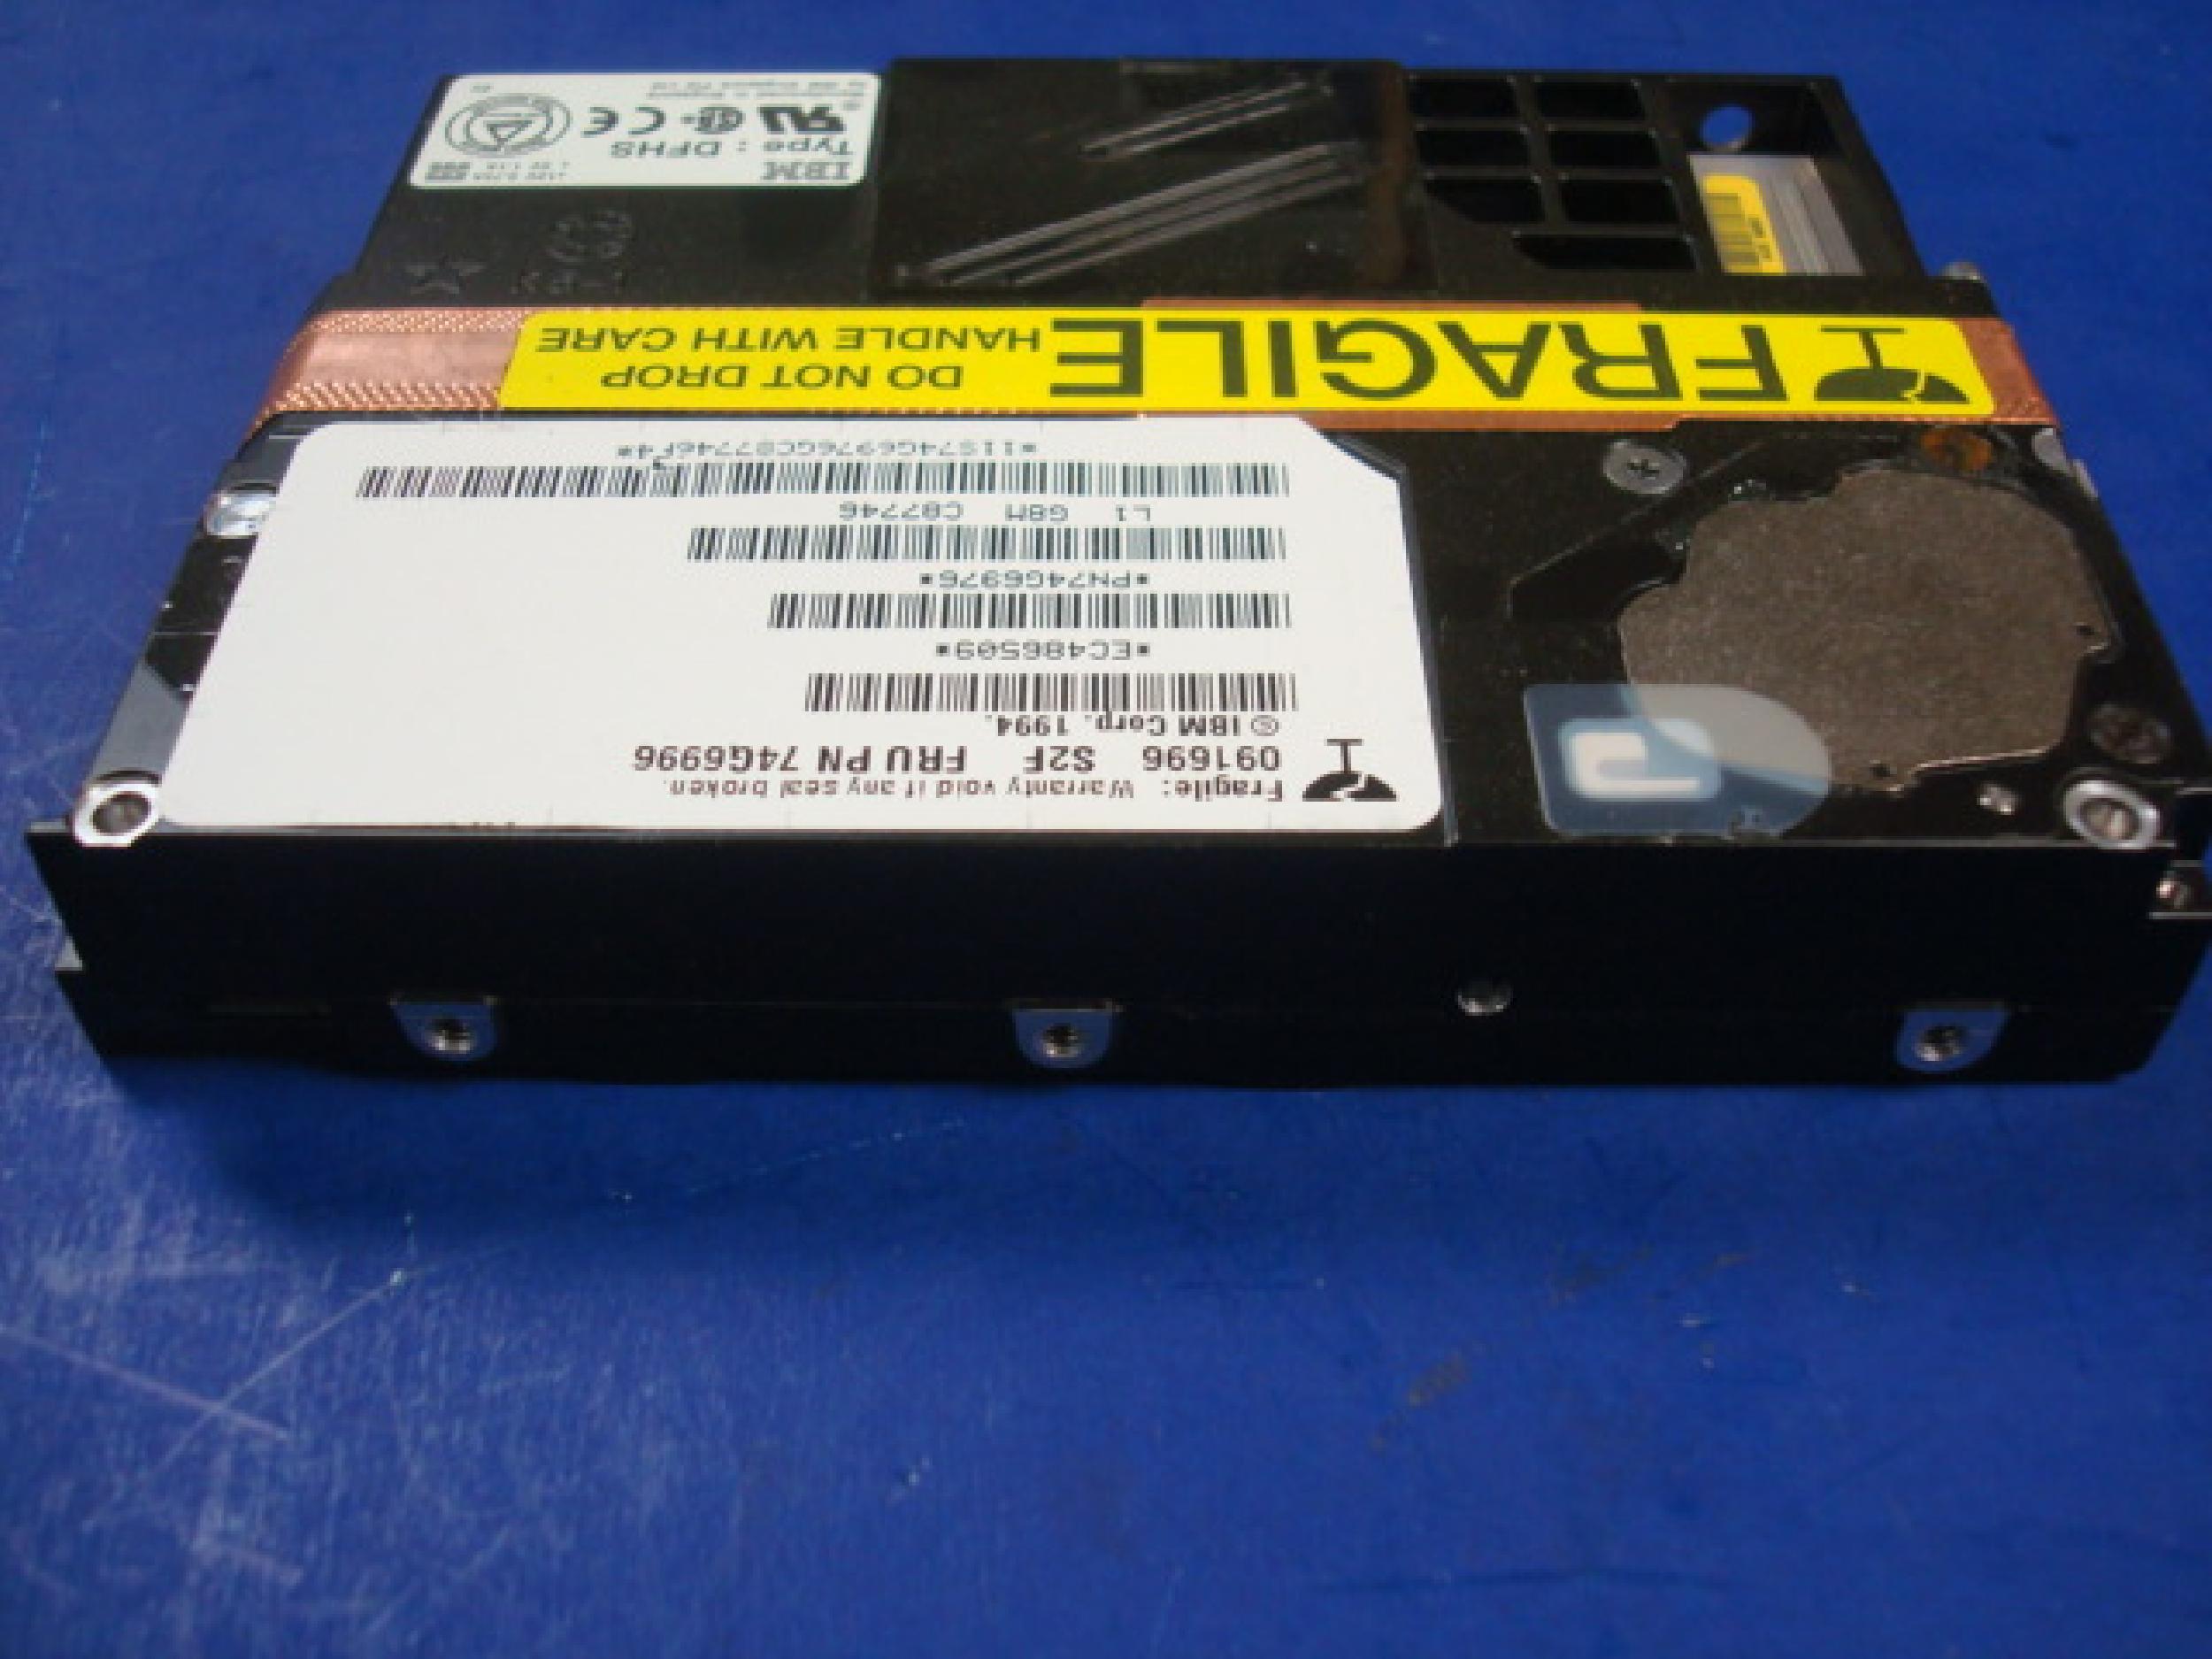 Fragile: Warranty void if any seal broken.
091696 S2F FRU PN 74G6996
© IBM Corp. 1994.
*EC486509*
*PN74G6976*
L1 G8M C87746
*11S74G6976GC87746F4*
FRAGILE
DO NOT DROP
HANDLE WITH CARE
IBM
Type : DFHS